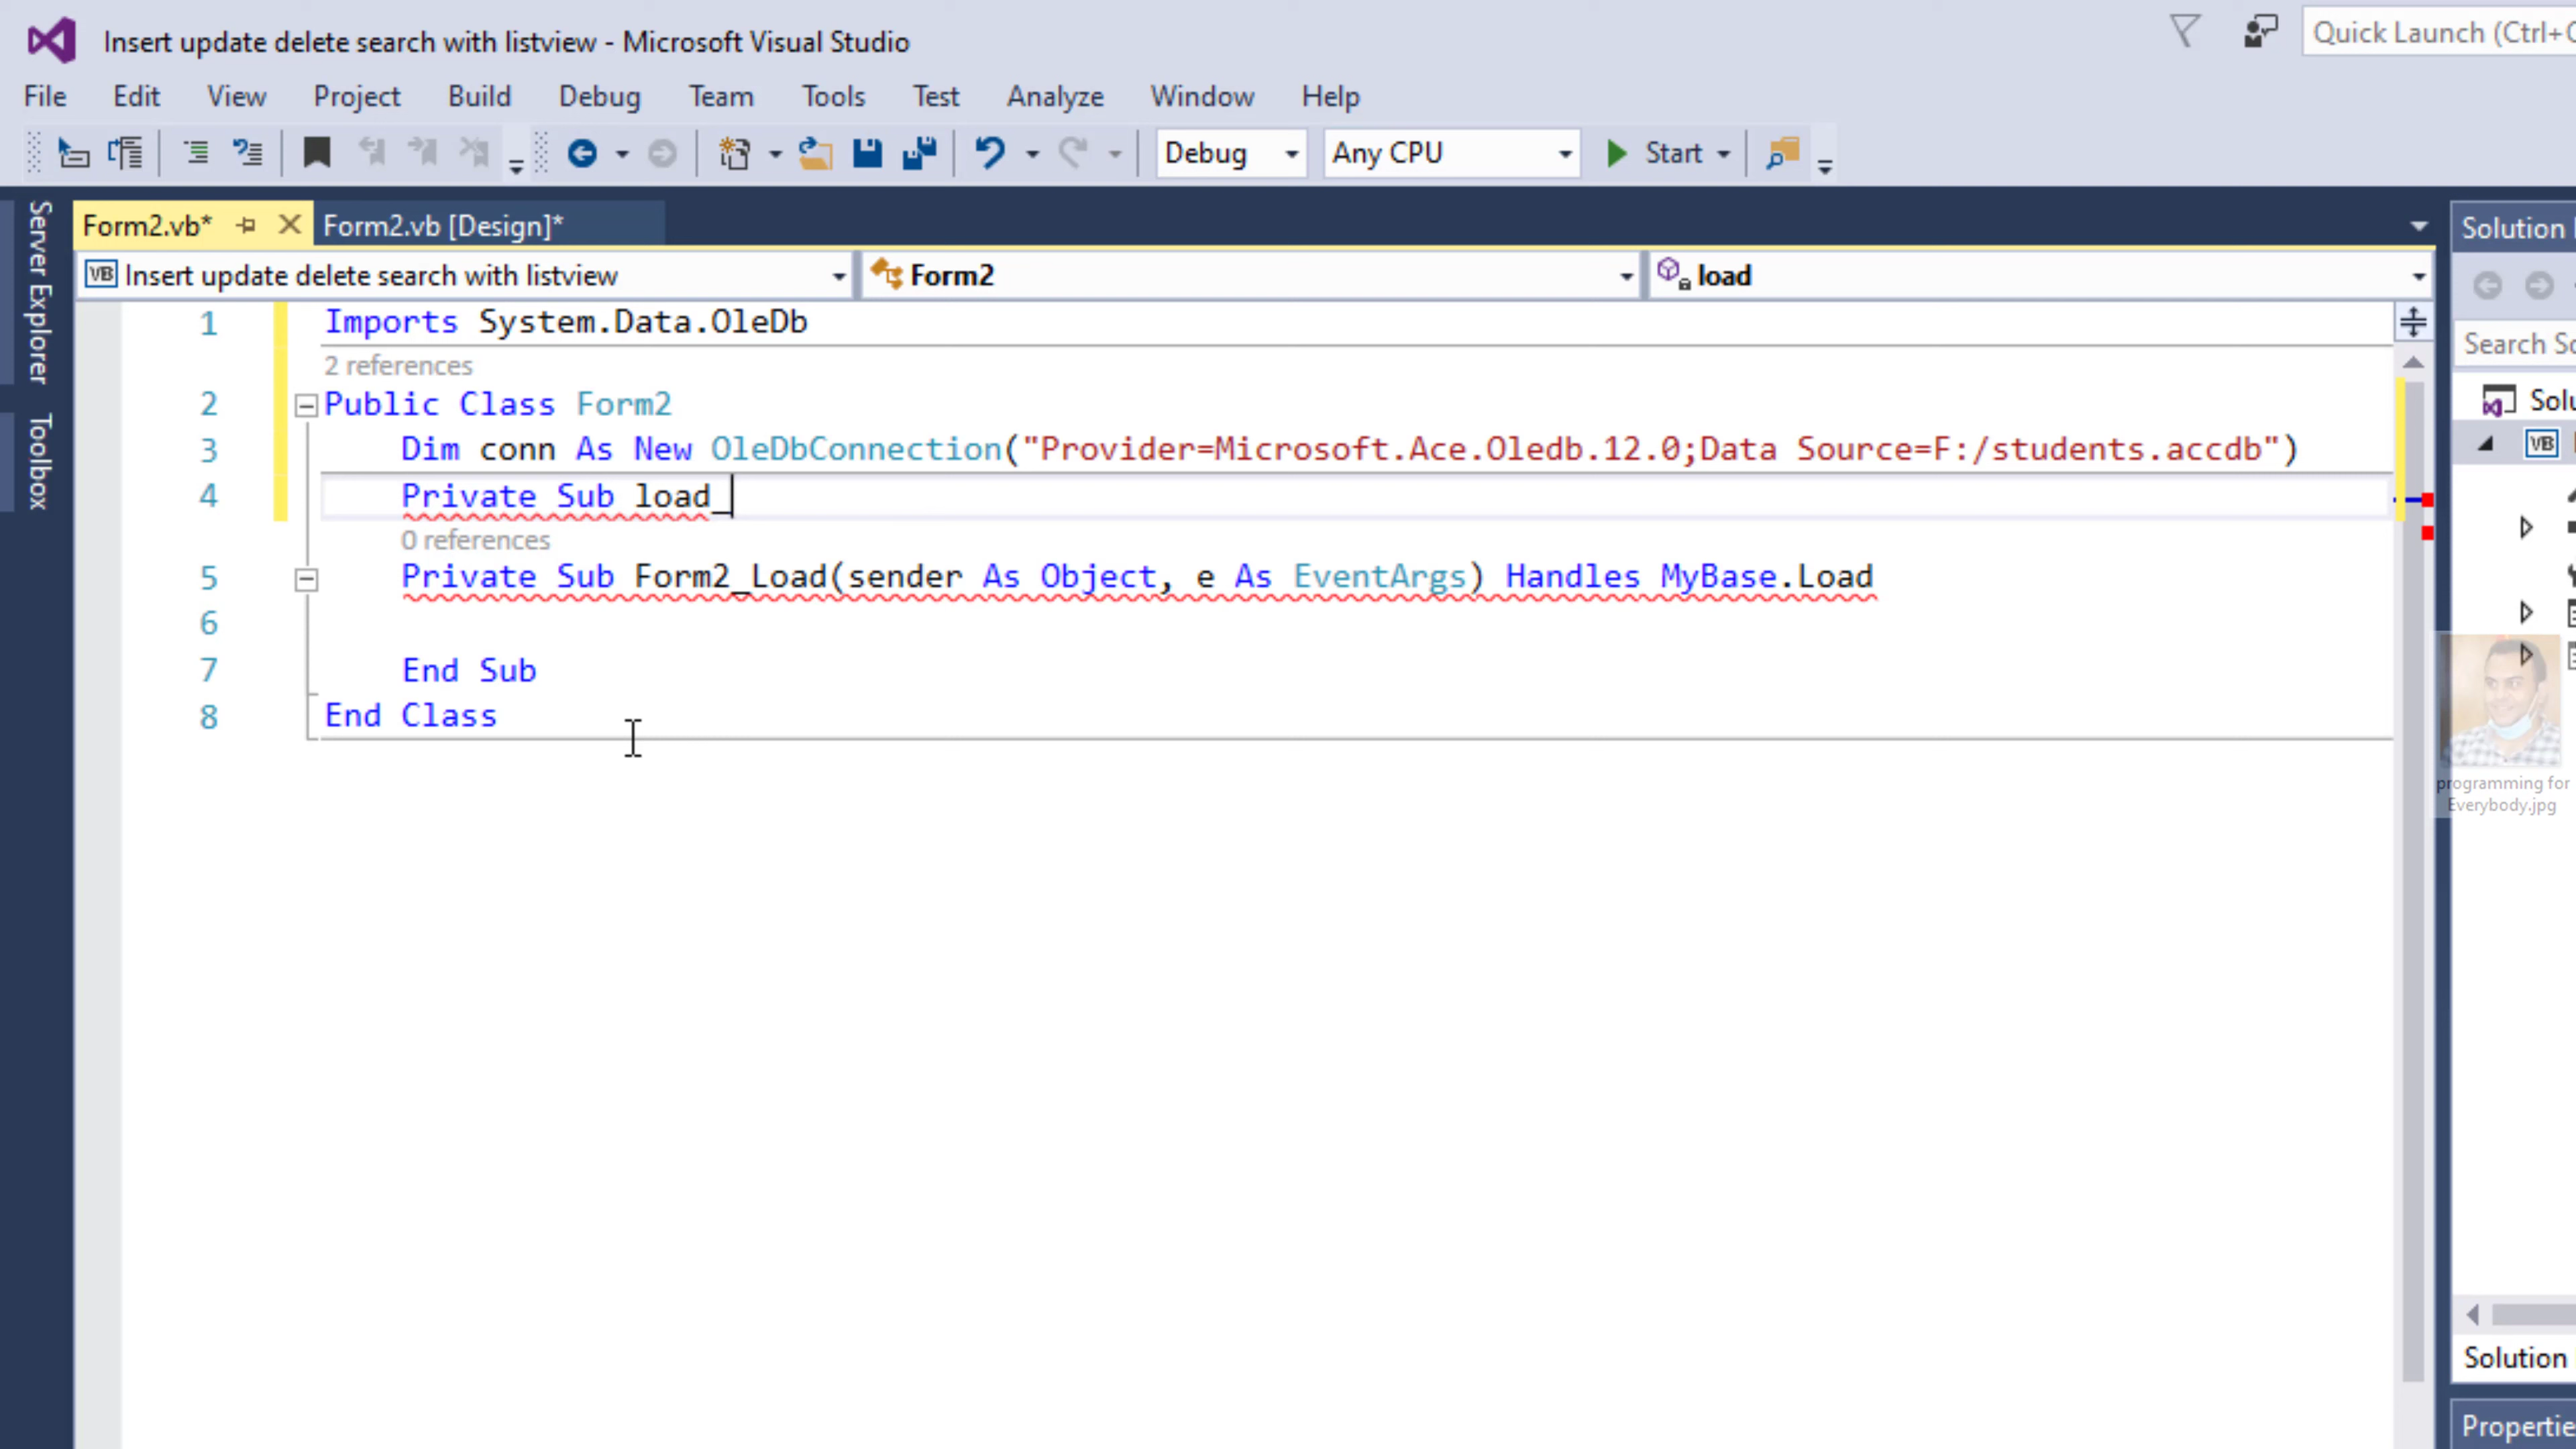 Insert update delete search with listview - Microsoft Visual Studio
Quick Launch (Ctrl+
File Edit View Project Build Debug Team Tools Test Analyze Window Help
Debug Any CPU Start
Server Explorer
Toolbox
Form2.vb* Form2.vb [Design]*
Insert update delete search with listview Form2 load
1 Imports System.Data.OleDb
2 references
2 Public Class Form2
3 Dim conn As New OleDbConnection("Provider=Microsoft.Ace.Oledb.12.0;Data Source=F:/students.accdb")
4 Private Sub load_
0 references
5 Private Sub Form2_Load(sender As Object, e As EventArgs) Handles MyBase.Load
6
7 End Sub
8 End Class
Solution
Search So
Solu
programming for
Everybody.jpg
Solution
Propertie